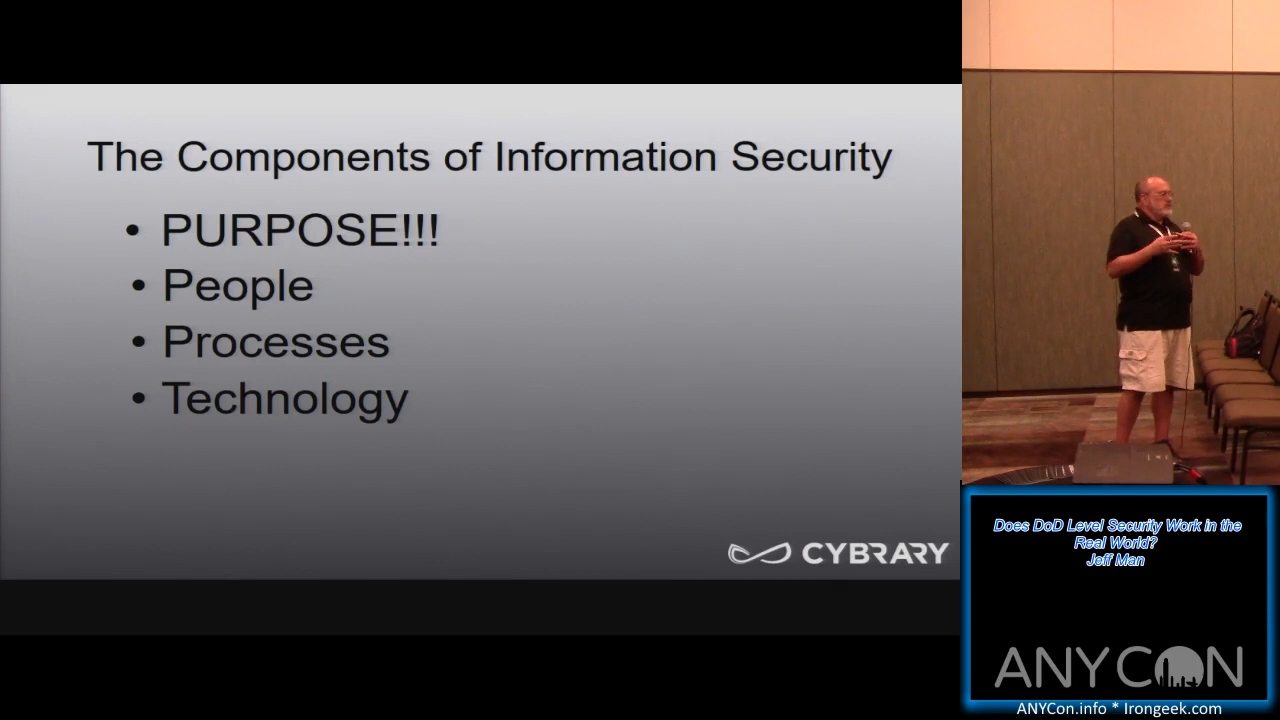 The Components of Information Security
• PURPOSE!!!
• People
• Processes
• Technology
CYBRARY
Does DoD Level Security Work in the
Real World?
Jeff Man
ANYCON
ANYCon.info * Irongeek.com